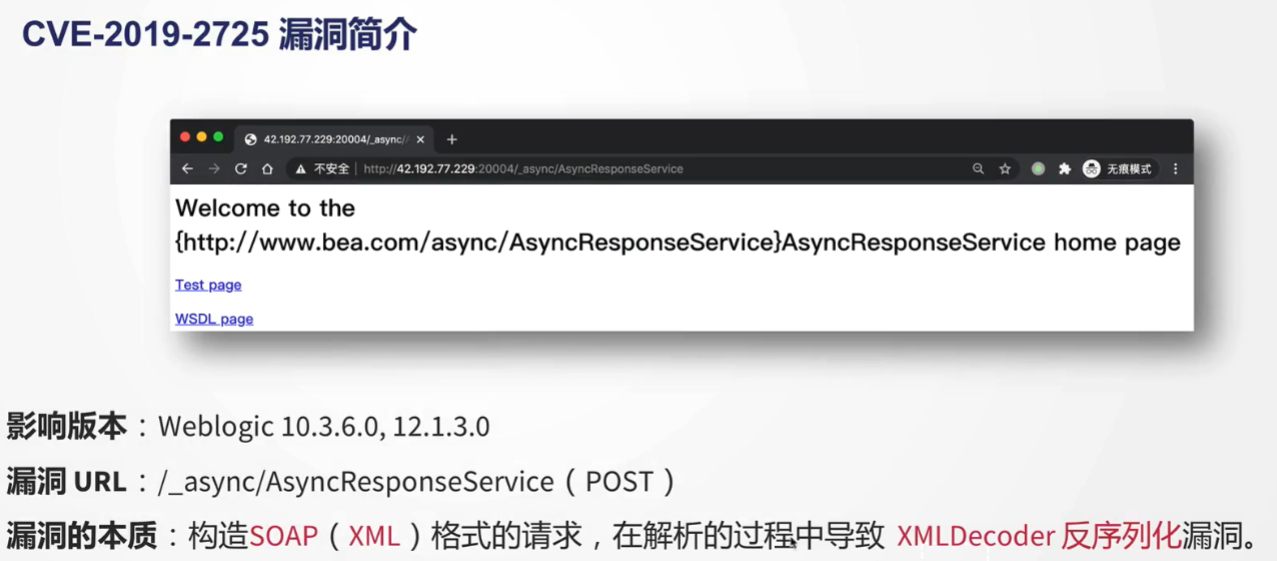 CVE-2019-2725 漏洞简介
42.192.77.229:20004/_async/
不安全 | http://42.192.77.229:20004/_async/AsyncResponseService
无痕模式
Welcome to the
{http://www.bea.com/async/AsyncResponseService}AsyncResponseService home page
Test page
WSDL page
影响版本：Weblogic 10.3.6.0, 12.1.3.0
漏洞 URL：/_async/AsyncResponseService（POST）
漏洞的本质：构造SOAP（XML）格式的请求，在解析的过程中导致 XMLDecoder 反序列化漏洞。